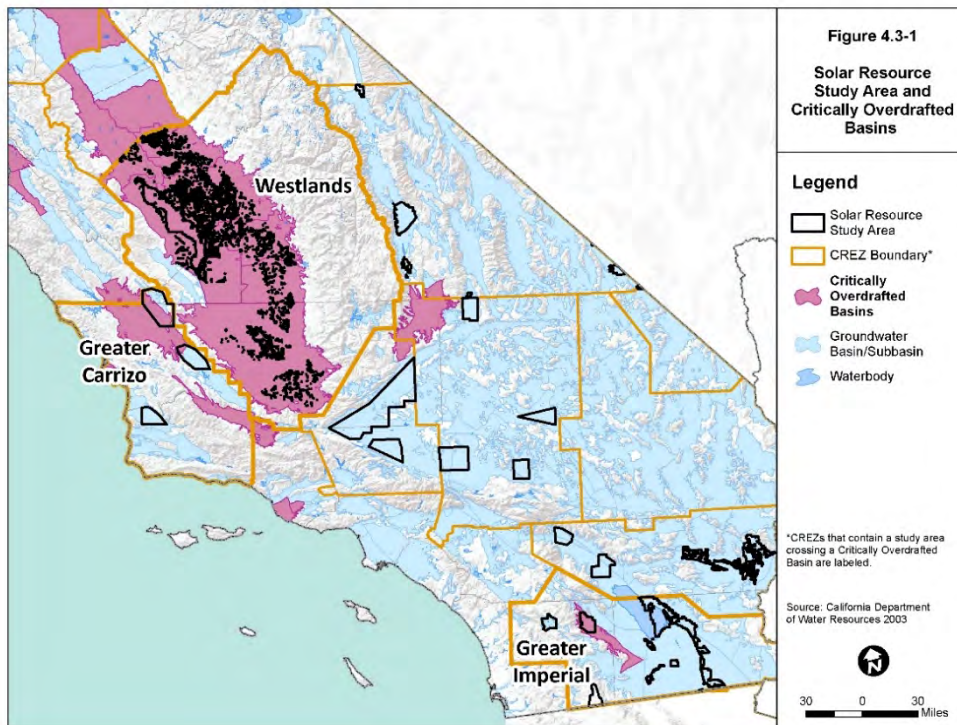 Figure 4.3-1
Solar Resource
Study Area and
Critically Overdrafted
Basins
Legend
Solar Resource
Study Area
CREZ Boundary*
Critically
Overdrafted
Basins
Groundwater
Basin/Subbasin
Waterbody
*CREZs that contain a study area
crossing a Critically Overdrafted
Basin are labeled.
Source: California Department
of Water Resources 2003
N
30 0 30
Miles
Westlands
Greater
Carrizo
Greater
Imperial